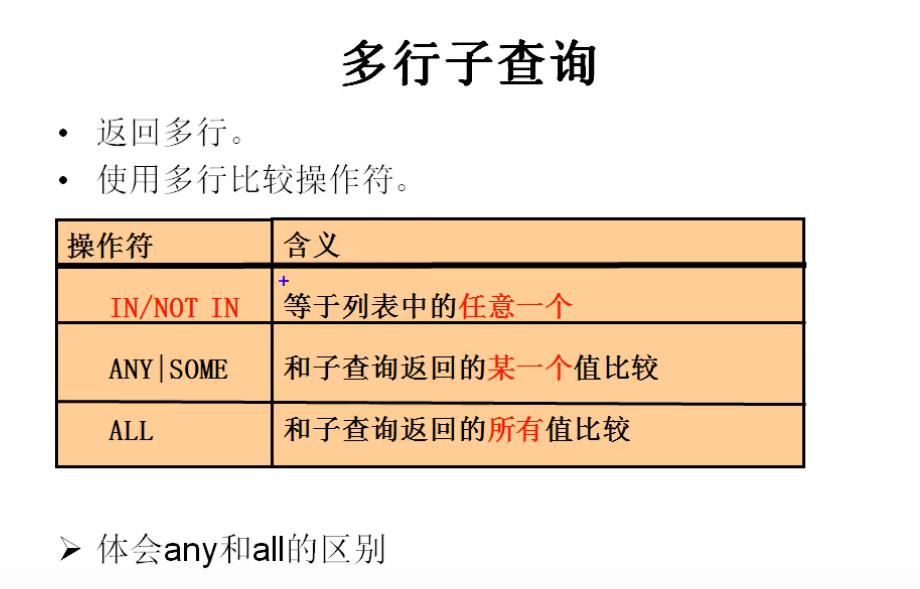 多行子查询
• 返回多行。
• 使用多行比较操作符。
操作符 含义
IN/NOT IN 等于列表中的任意一个
ANY|SOME 和子查询返回的某一个值比较
ALL 和子查询返回的所有值比较
➢ 体会any和all的区别